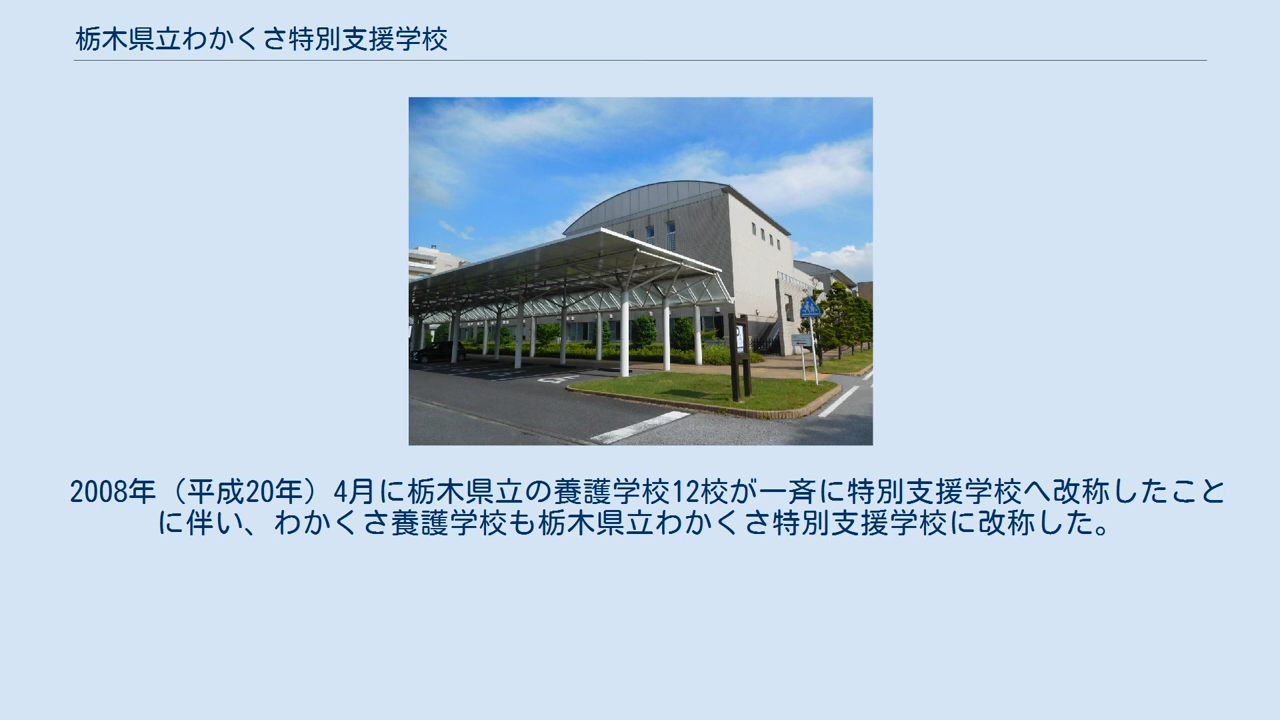 栃木県立わかくさ特別支援学校
2008年（平成20年）4月に栃木県立の養護学校12校が一斉に特別支援学校へ改称したこと
に伴い、わかくさ養護学校も栃木県立わかくさ特別支援学校に改称した。